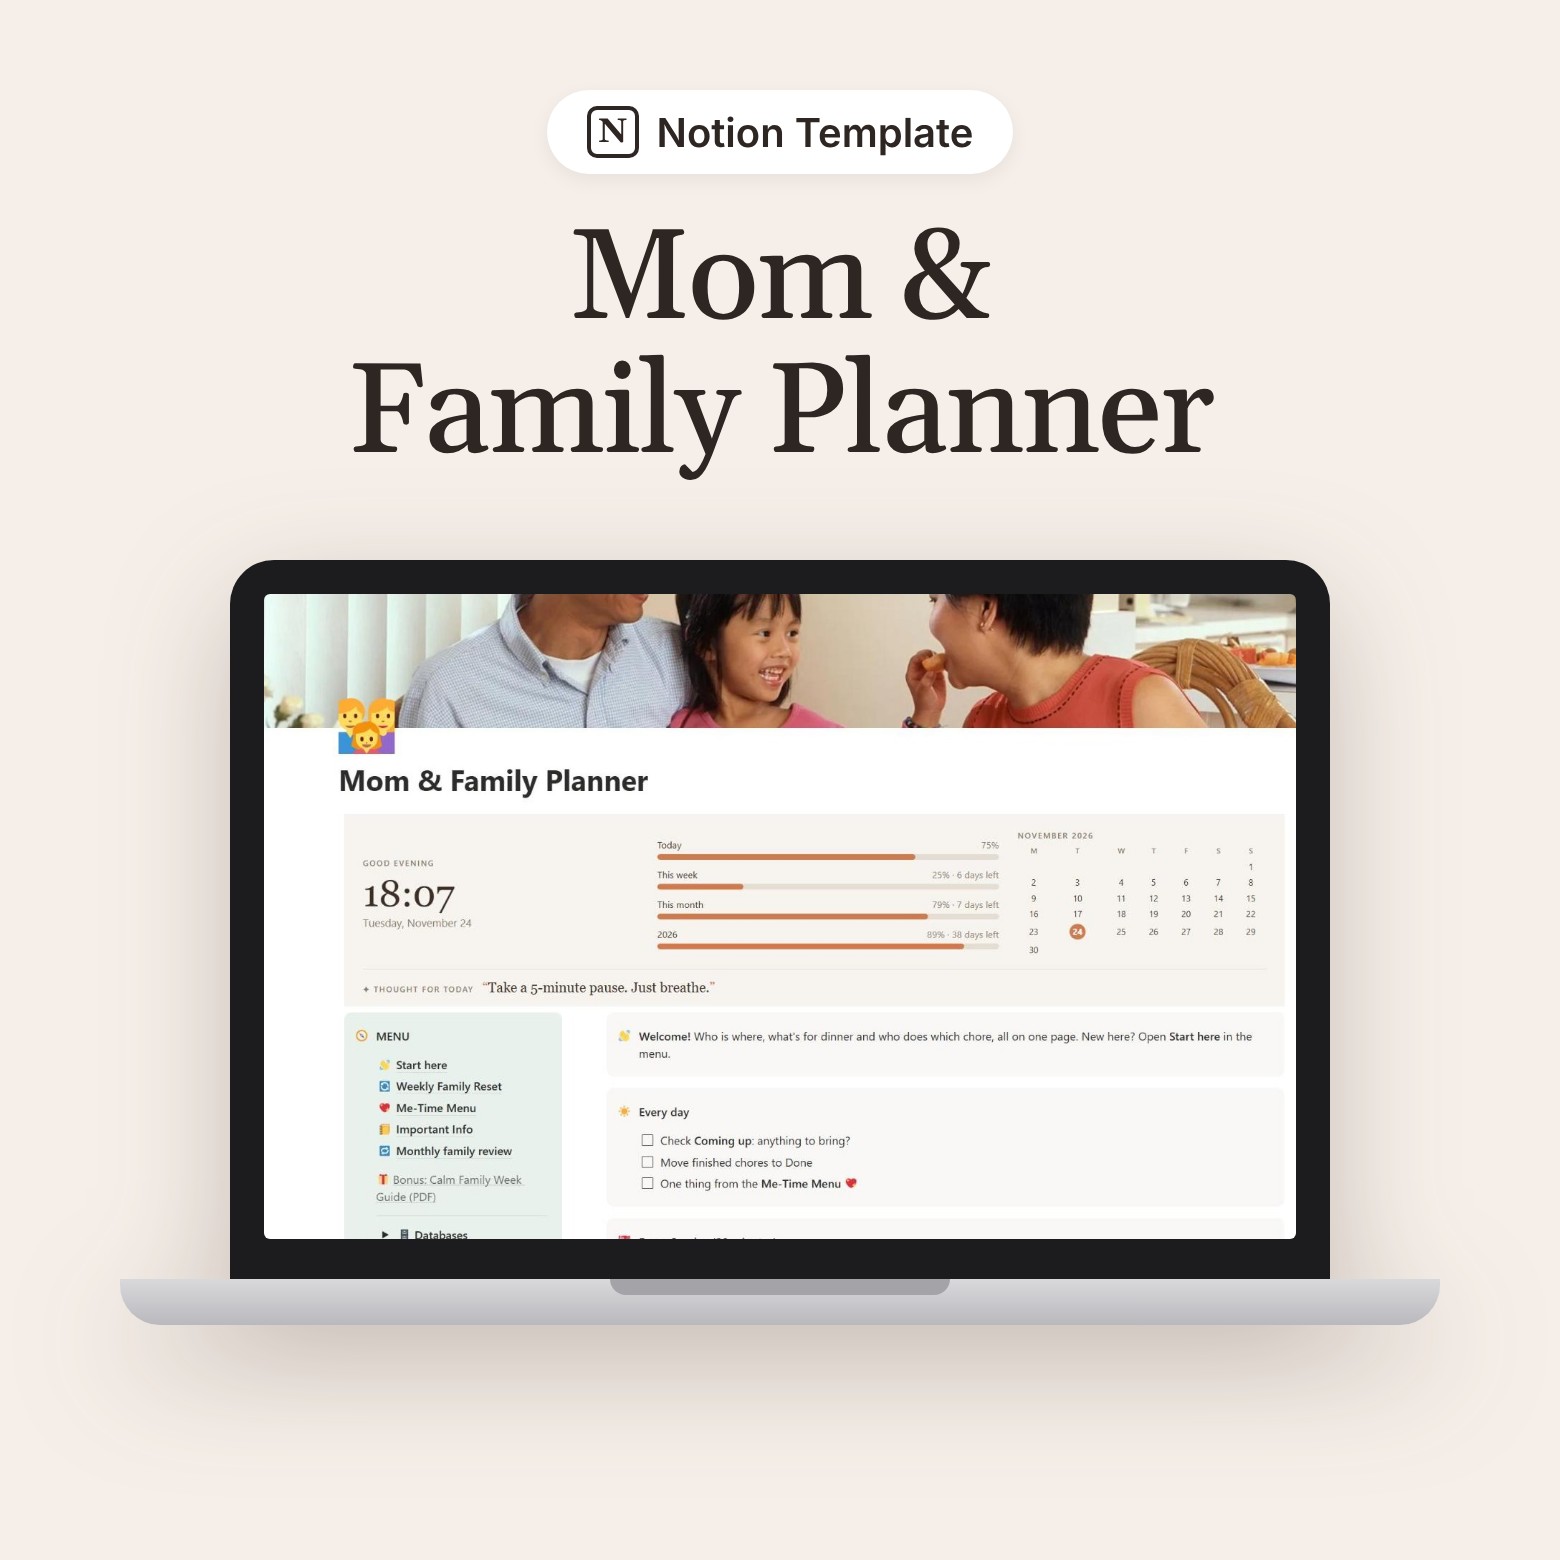 N Notion Template
Mom &
Family Planner
Mom & Family Planner
GOOD EVENING
18:07
Tuesday, November 24
Today 75%
This week 25% · 6 days left
This month 79% · 7 days left
2026 89% · 38 days left
NOVEMBER 2026
M T W T F S S
1
2 3 4 5 6 7 8
9 10 11 12 13 14 15
16 17 18 19 20 21 22
23 24 25 26 27 28 29
30
✦ THOUGHT FOR TODAY “Take a 5-minute pause. Just breathe.”
MENU
Start here
Weekly Family Reset
Me-Time Menu
Important Info
Monthly family review
Bonus: Calm Family Week
Guide (PDF)
Databases
Welcome! Who is where, what's for dinner and who does which chore, all on one page. New here? Open Start here in the
menu.
Every day
Check Coming up: anything to bring?
Move finished chores to Done
One thing from the Me-Time Menu